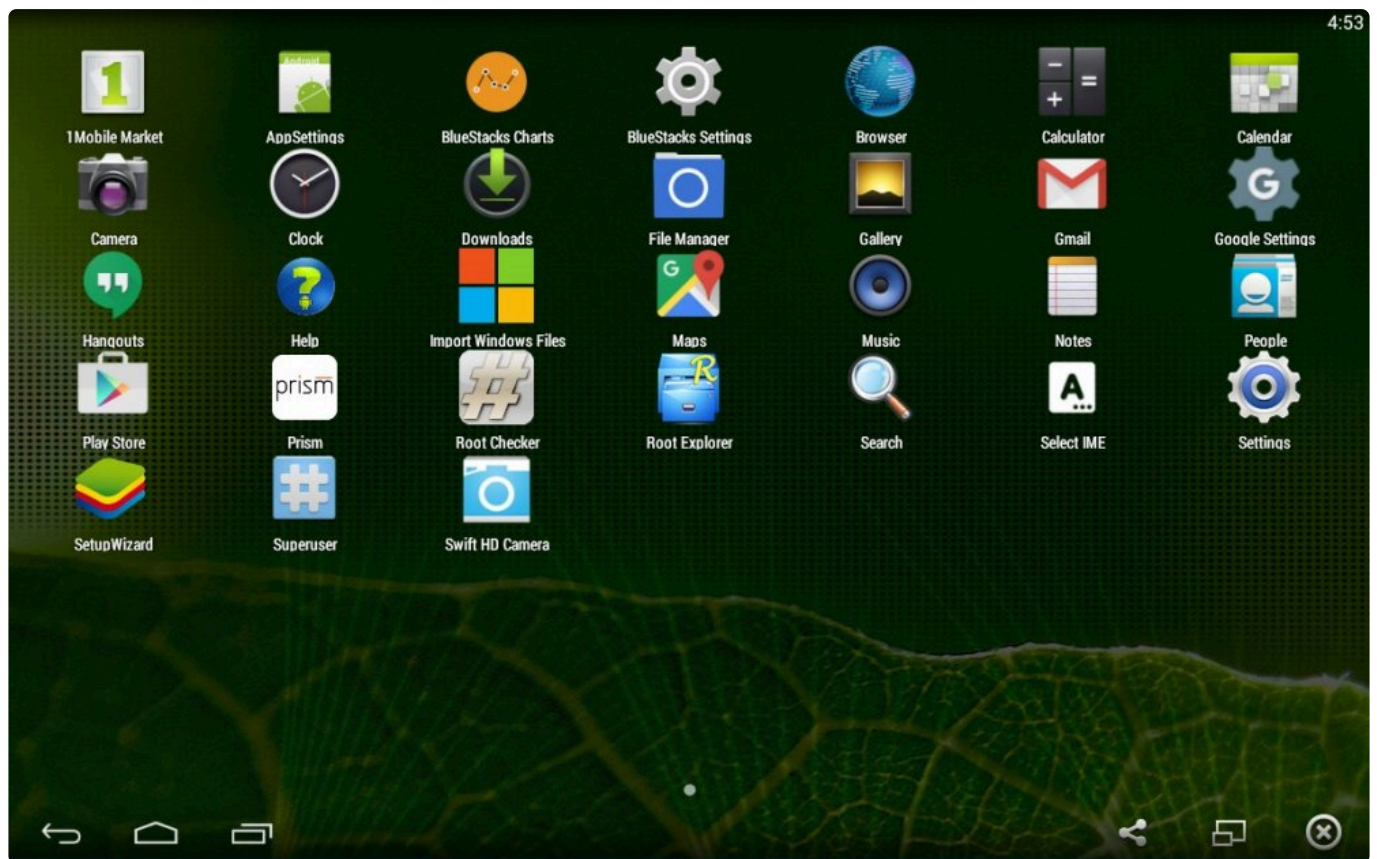 4:53
1Mobile Market AppSettings BlueStacks Charts BlueStacks Settings Browser Calculator Calendar
Camera Clock Downloads File Manager Gallery Gmail Google Settings
Hangouts Help Import Windows Files Maps Music Notes People
Play Store Prism Root Checker Root Explorer Search Select IME Settings
SetupWizard Superuser Swift HD Camera
1
Android
G
?
G
prism
#
R
A...
#